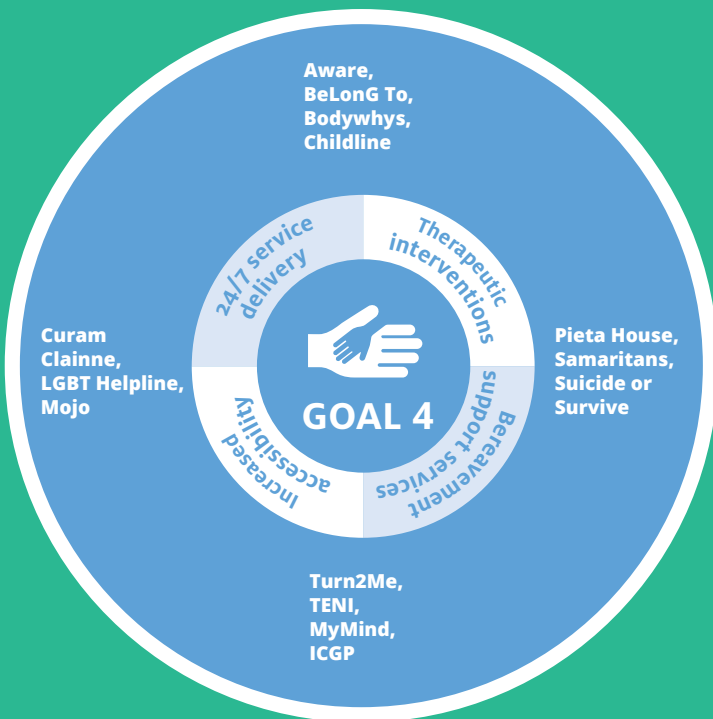 Aware,
BeLonG To,
Bodywhys,
Childline
24/7 service
delivery
Therapeutic
interventions
Curam
Clainne,
LGBT Helpline,
Mojo
GOAL 4
Pieta House,
Samaritans,
Suicide or
Survive
Increased
accessibility
Bereavement
support services
Turn2Me,
TENI,
MyMind,
ICGP